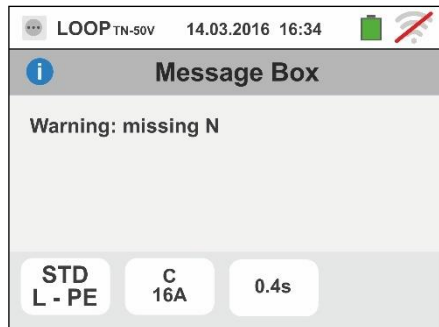 LOOP TN-50V 14.03.2016 16:34
Message Box
Warning: missing N
STD
L - PE
C
16A
0.4s